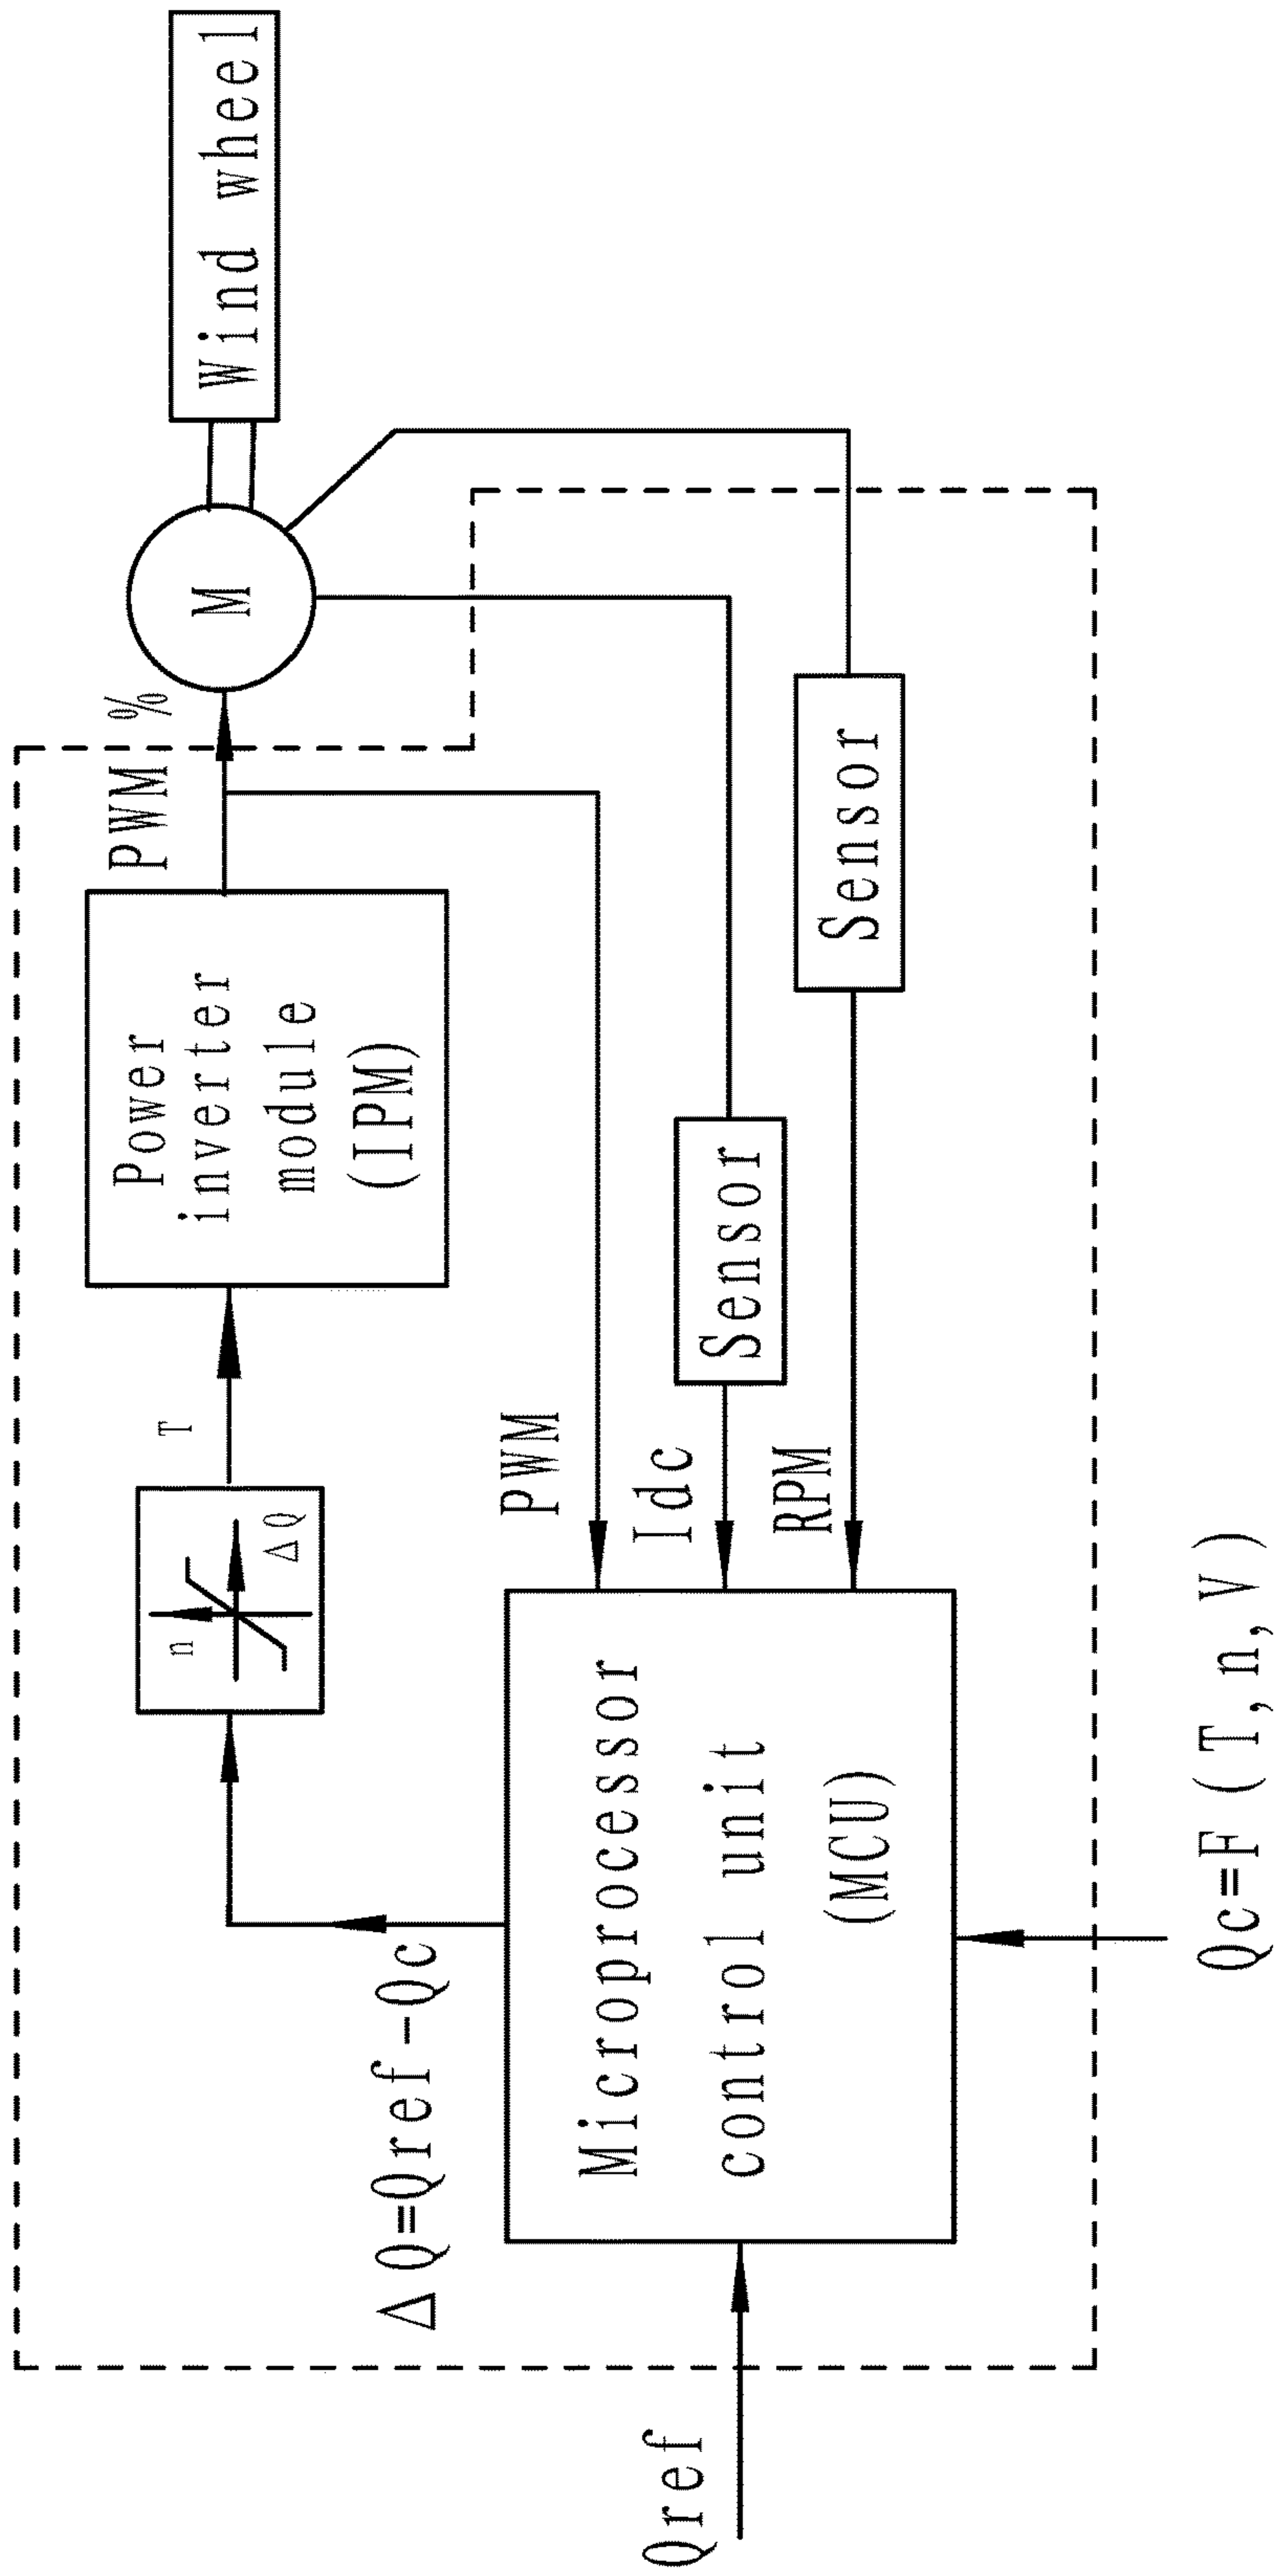 ΔQ=Qref-Qc
n
ΔQ
T
Power
inverter
module
(IPM)
PWM %
M
Wind wheel
Qref
Microprocessor
control unit
(MCU)
PWM
Idc
RPM
Sensor
Sensor
Qc=F (T, n, V)